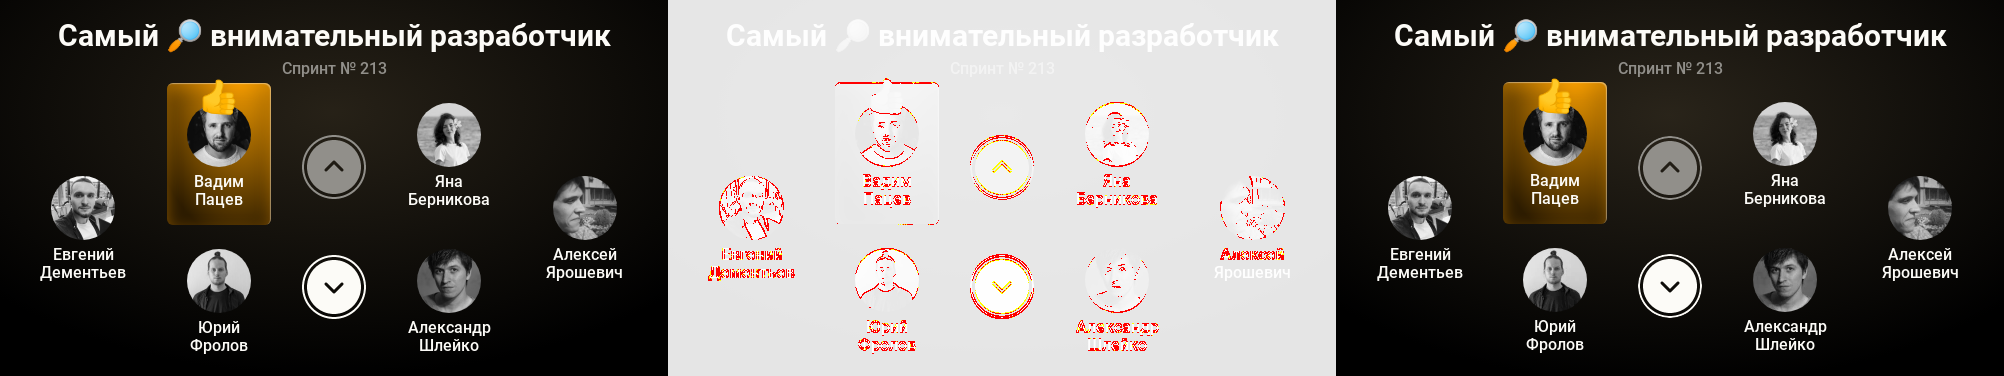 Самый 🔎 внимательный разработчик
Спринт № 213
Вадим
Пацев
Яна
Берникова
Евгений
Дементьев
Алексей
Ярошевич
Юрий
Фролов
Александр
Шлейко
Самый 🔎 внимательный разработчик
Спринт № 213
Вадим
Пацев
Яна
Берникова
Евгений
Дементьев
Алексей
Ярошевич
Юрий
Фролов
Александр
Шлейко
Самый 🔎 внимательный разработчик
Спринт № 213
Вадим
Пацев
Яна
Берникова
Евгений
Дементьев
Алексей
Ярошевич
Юрий
Фролов
Александр
Шлейко